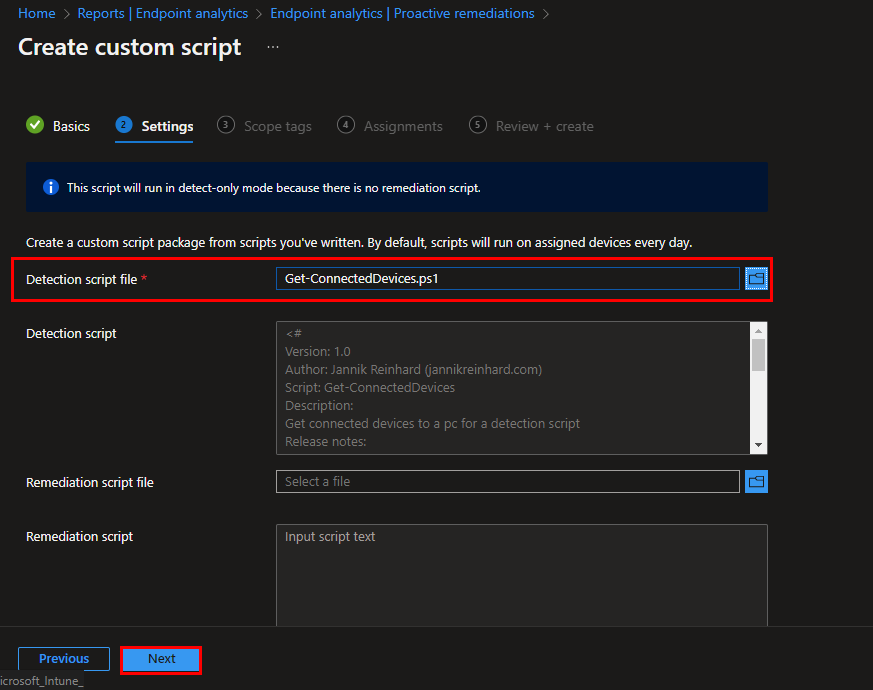 Home > Reports | Endpoint analytics > Endpoint analytics | Proactive remediations >
Create custom script ...
Basics 2 Settings 3 Scope tags 4 Assignments 5 Review + create
This script will run in detect-only mode because there is no remediation script.
Create a custom script package from scripts you've written. By default, scripts will run on assigned devices every day.
Detection script file * Get-ConnectedDevices.ps1
Detection script
<#
Version: 1.0
Author: Jannik Reinhard (jannikreinhard.com)
Script: Get-ConnectedDevices
Description:
Get connected devices to a pc for a detection script
Release notes:
Remediation script file Select a file
Remediation script Input script text
Previous Next
icrosoft_Intune_